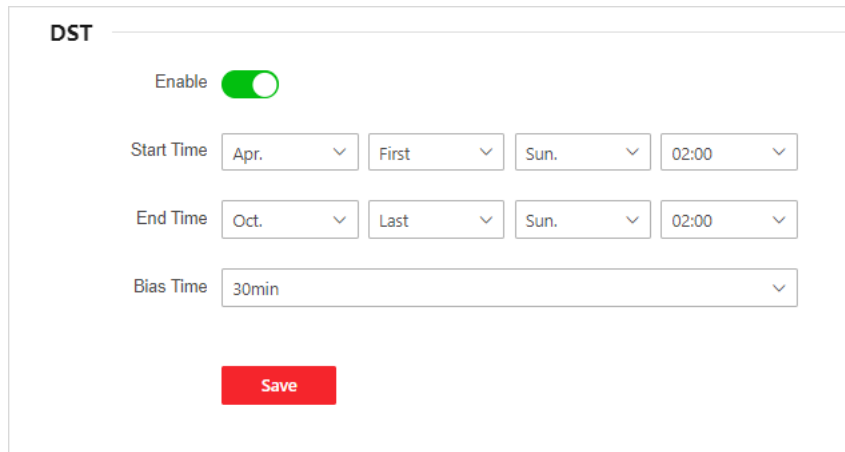 DST
Enable
Start Time Apr. First Sun. 02:00
End Time Oct. Last Sun. 02:00
Bias Time 30min
Save